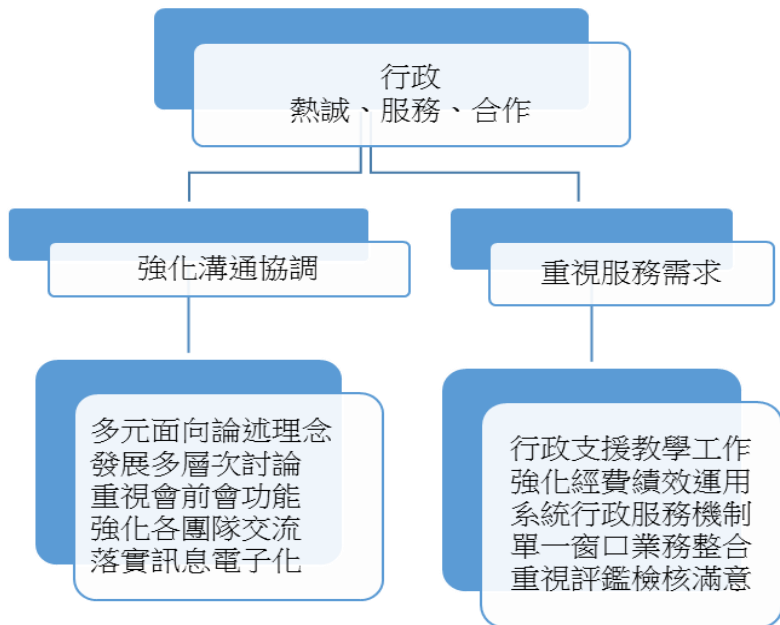 行政
熱誠、服務、合作
強化溝通協調
重視服務需求
多元面向論述理念
發展多層次討論
重視會前會功能
強化各團隊交流
落實訊息電子化
行政支援教學工作
強化經費績效運用
系統行政服務機制
單一窗口業務整合
重視評鑑檢核滿意